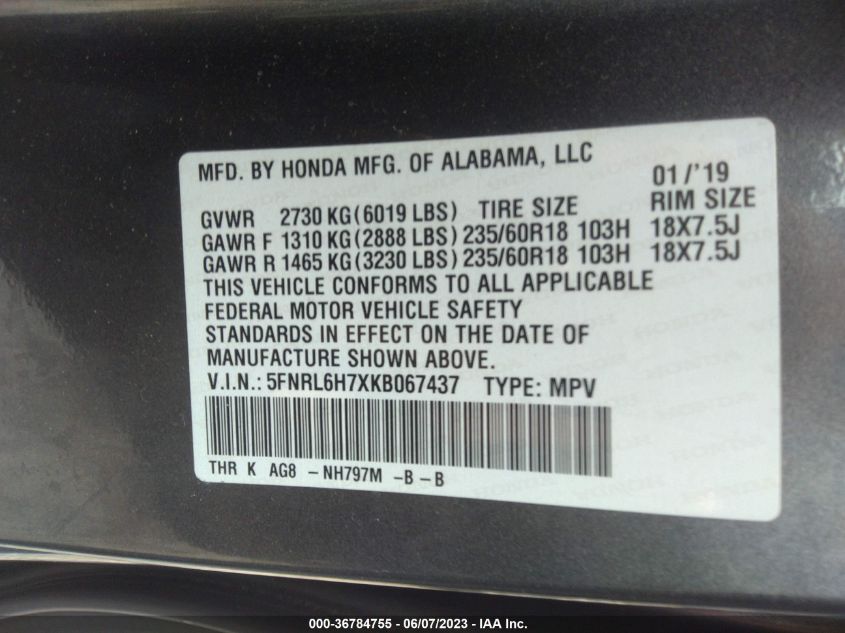 MFD. BY HONDA MFG. OF ALABAMA, LLC
01/'19
GVWR 2730 KG(6019 LBS) TIRE SIZE RIM SIZE
GAWR F 1310 KG(2888 LBS) 235/60R18 103H 18X7.5J
GAWR R 1465 KG(3230 LBS) 235/60R18 103H 18X7.5J
THIS VEHICLE CONFORMS TO ALL APPLICABLE
FEDERAL MOTOR VEHICLE SAFETY
STANDARDS IN EFFECT ON THE DATE OF
MANUFACTURE SHOWN ABOVE.
V.I.N.: 5FNRL6H7XKB067437 TYPE: MPV
THR K AG8 -NH797M -B-B
000-36784755 - 06/07/2023 - IAA Inc.